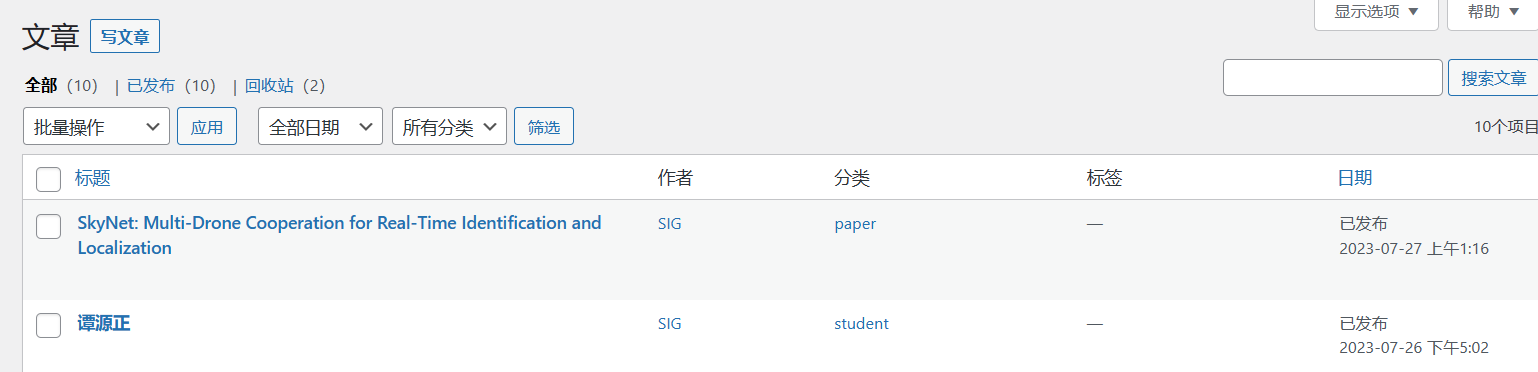 显示选项 ▼ 帮助 ▼
文章 写文章
全部（10） | 已发布（10） | 回收站（2）
搜索文章
批量操作 应用 全部日期 所有分类 筛选
10个项目
标题 作者 分类 标签 日期
SkyNet: Multi-Drone Cooperation for Real-Time Identification and SIG paper — 已发布
Localization 2023-07-27 上午1:16
谭源正 SIG student — 已发布
2023-07-26 下午5:02